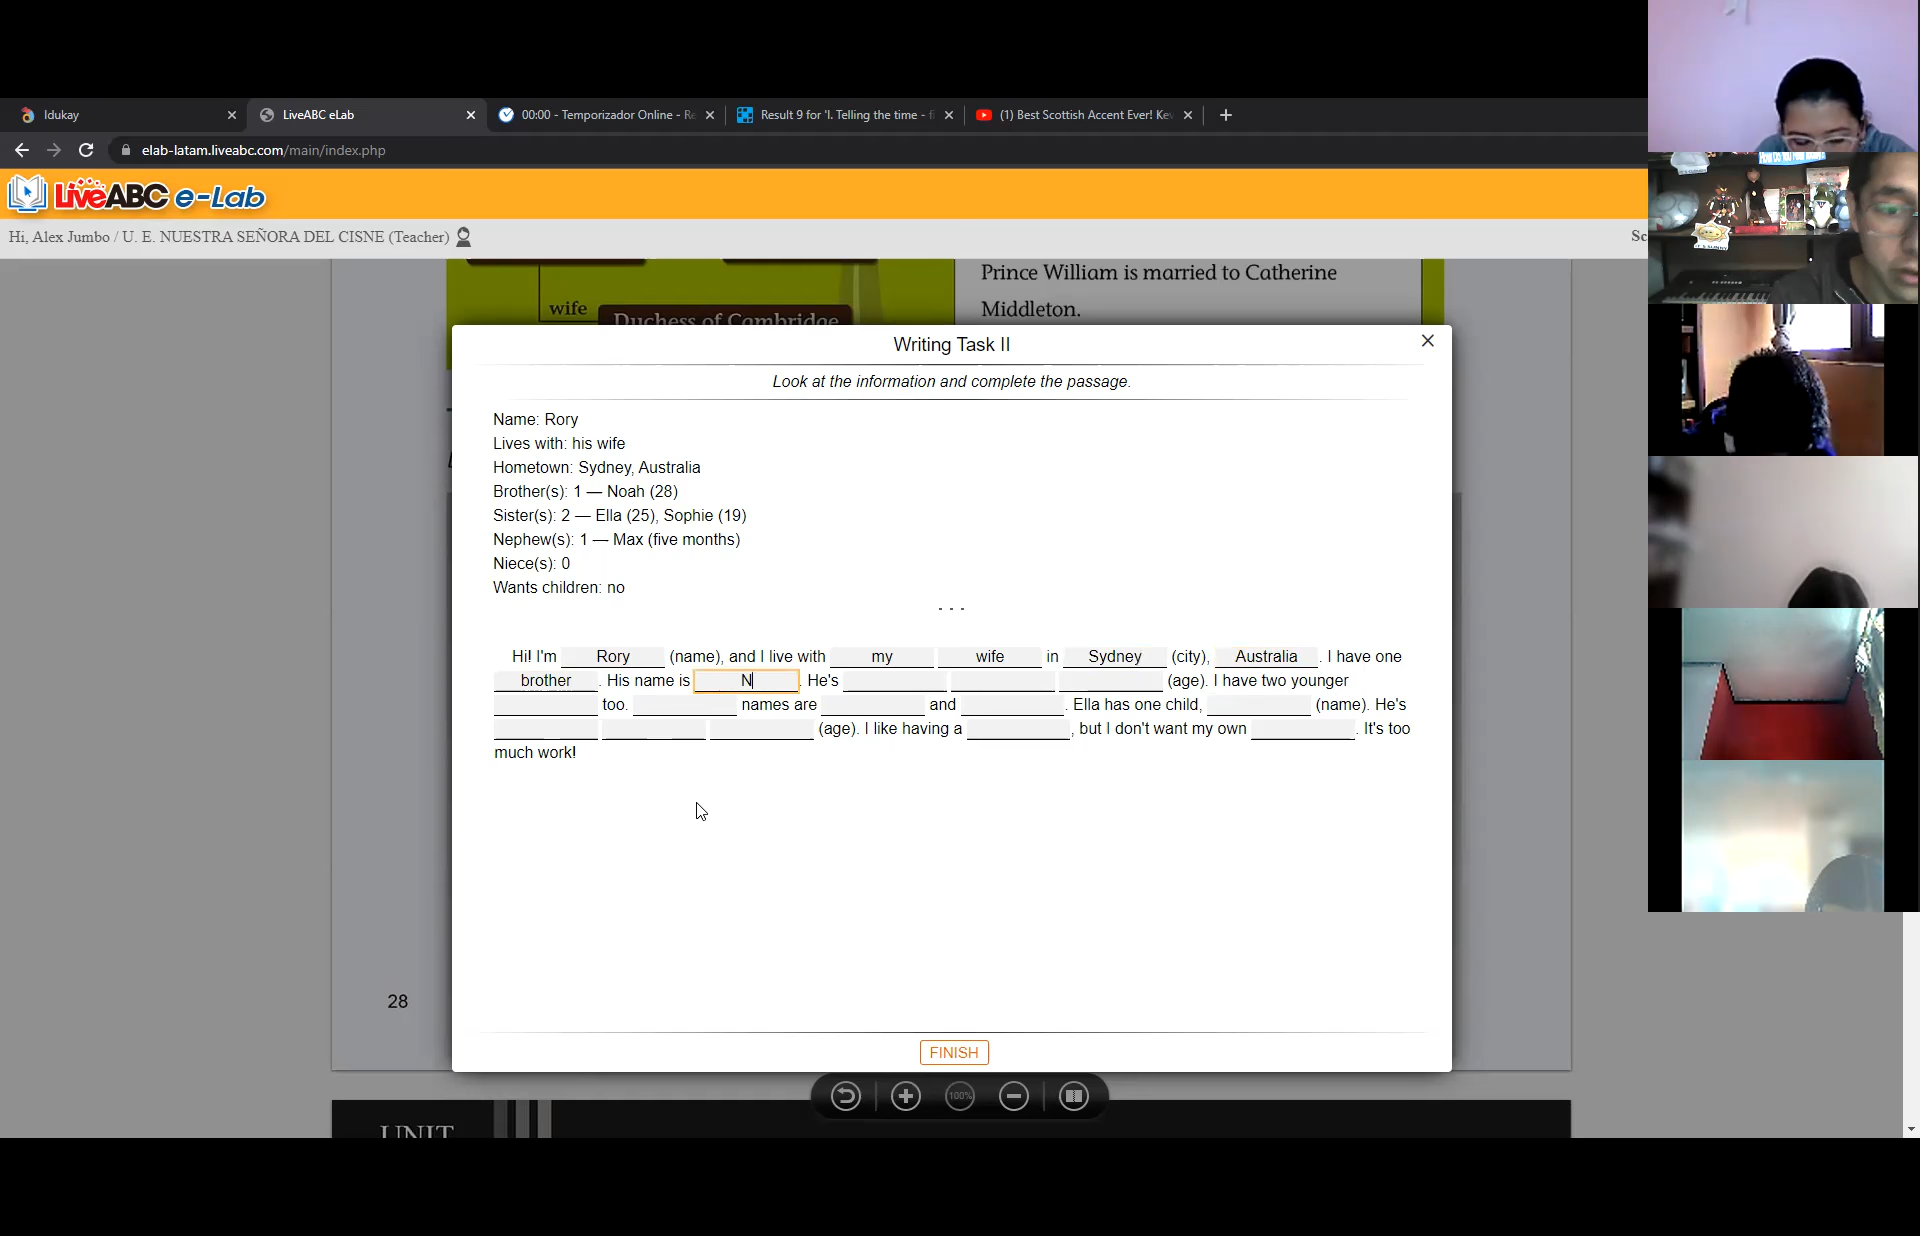 Idukay
LiveABC eLab
00:00 - Temporizador Online - Re
Result 9 for 'I. Telling the time - fi
(1) Best Scottish Accent Ever! Kev
elab-latam.liveabc.com/main/index.php
LiveABC e-Lab
Hi, Alex Jumbo / U. E. NUESTRA SEÑORA DEL CISNE (Teacher)
Sc
Prince William is married to Catherine
Middleton.
wife
Duchess of Cambridge
Writing Task II
Look at the information and complete the passage.
Name: Rory
Lives with: his wife
Hometown: Sydney, Australia
Brother(s): 1 — Noah (28)
Sister(s): 2 — Ella (25), Sophie (19)
Nephew(s): 1 — Max (five months)
Niece(s): 0
Wants children: no
- - -
Hi! I'm Rory (name), and I live with my wife in Sydney (city), Australia . I have one
brother . His name is N . He's (age). I have two younger
too. names are and . Ella has one child, (name). He's
(age). I like having a , but I don't want my own . It's too
much work!
28
FINISH
100%
UNIT